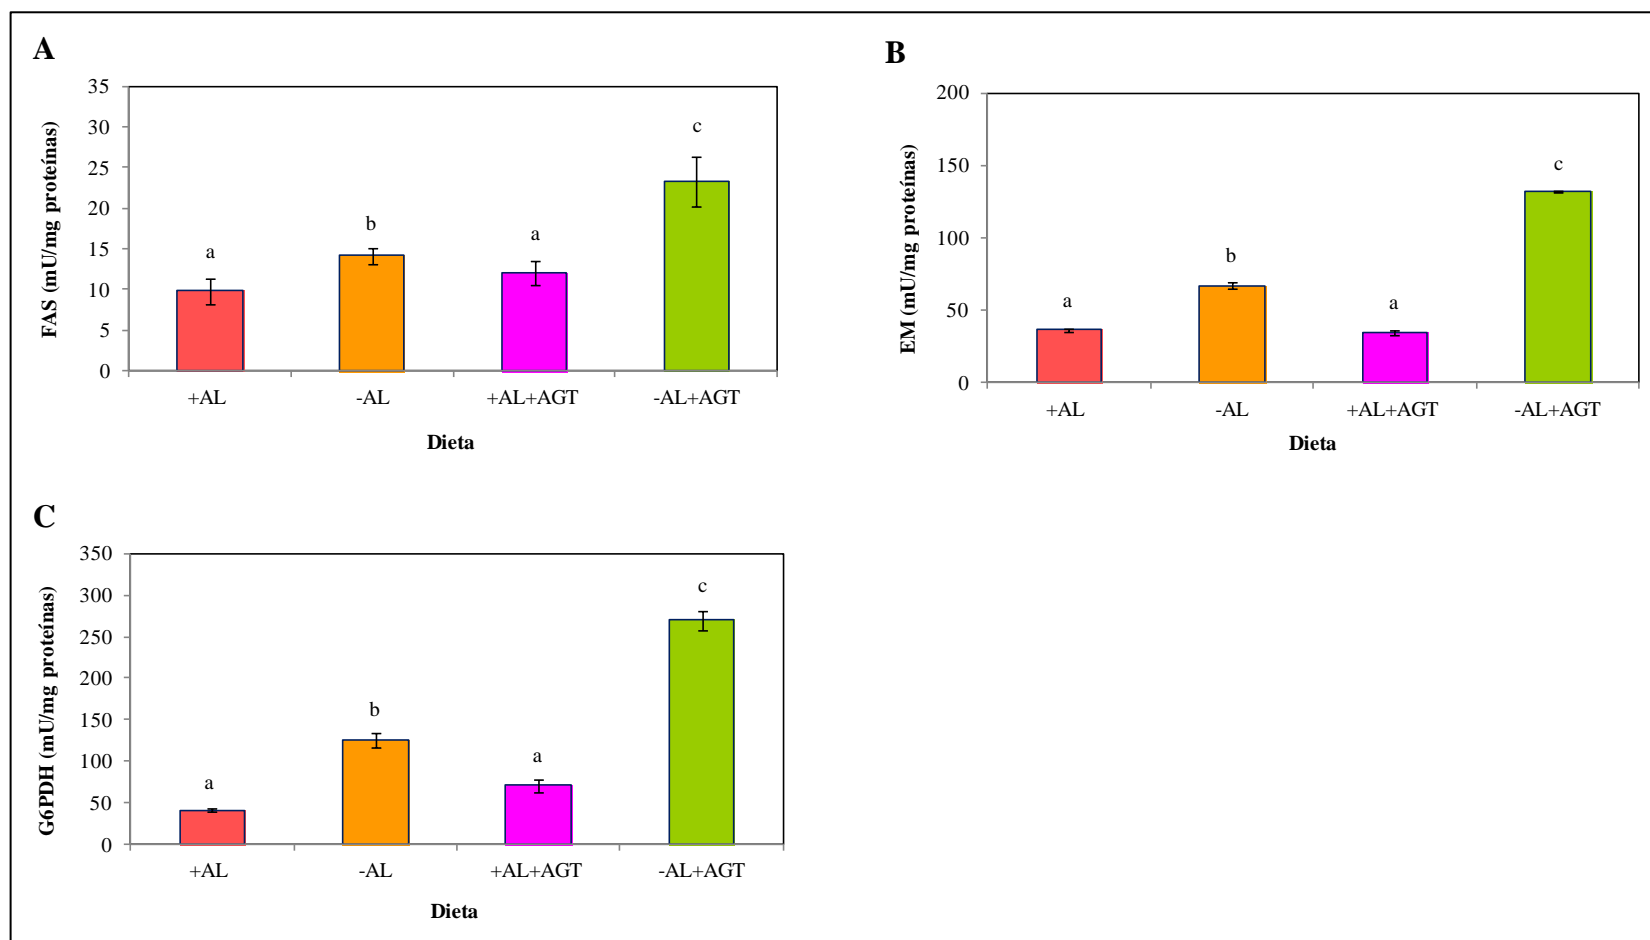 A
FAS (mU/mg proteínas)
35
30
25
20
15
10
5
0
a
b
a
c
+AL
-AL
+AL+AGT
-AL+AGT
Dieta
B
EM (mU/mg proteínas)
200
150
100
50
0
a
b
a
c
+AL
-AL
+AL+AGT
-AL+AGT
Dieta
C
G6PDH (mU/mg proteínas)
350
300
250
200
150
100
50
0
a
b
a
c
+AL
-AL
+AL+AGT
-AL+AGT
Dieta